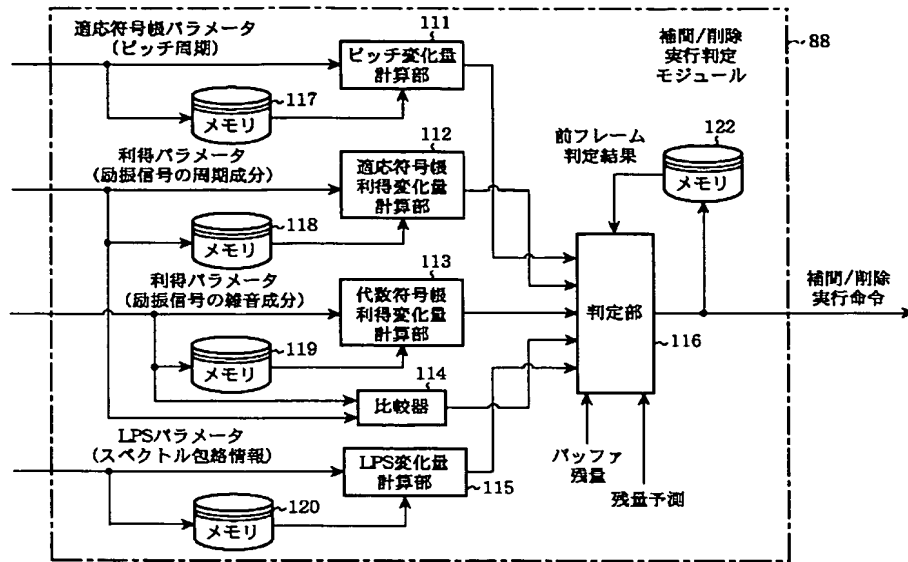 適応符号帳パラメータ
(ピッチ周期)
111
ピッチ変化量
計算部
補間/削除
実行判定
モジュール
88
117
メモリ
利得パラメータ
(励振信号の周期成分)
112
適応符号帳
利得変化量
計算部
118
メモリ
前フレーム
判定結果
122
メモリ
利得パラメータ
(励振信号の雑音成分)
113
代数符号帳
利得変化量
計算部
119
メモリ
114
比較器
判定部
116
補間/削除
実行命令
LPSパラメータ
(スペクトル包絡情報)
LPS変化量
計算部
115
120
メモリ
バッファ
残量
残量予測